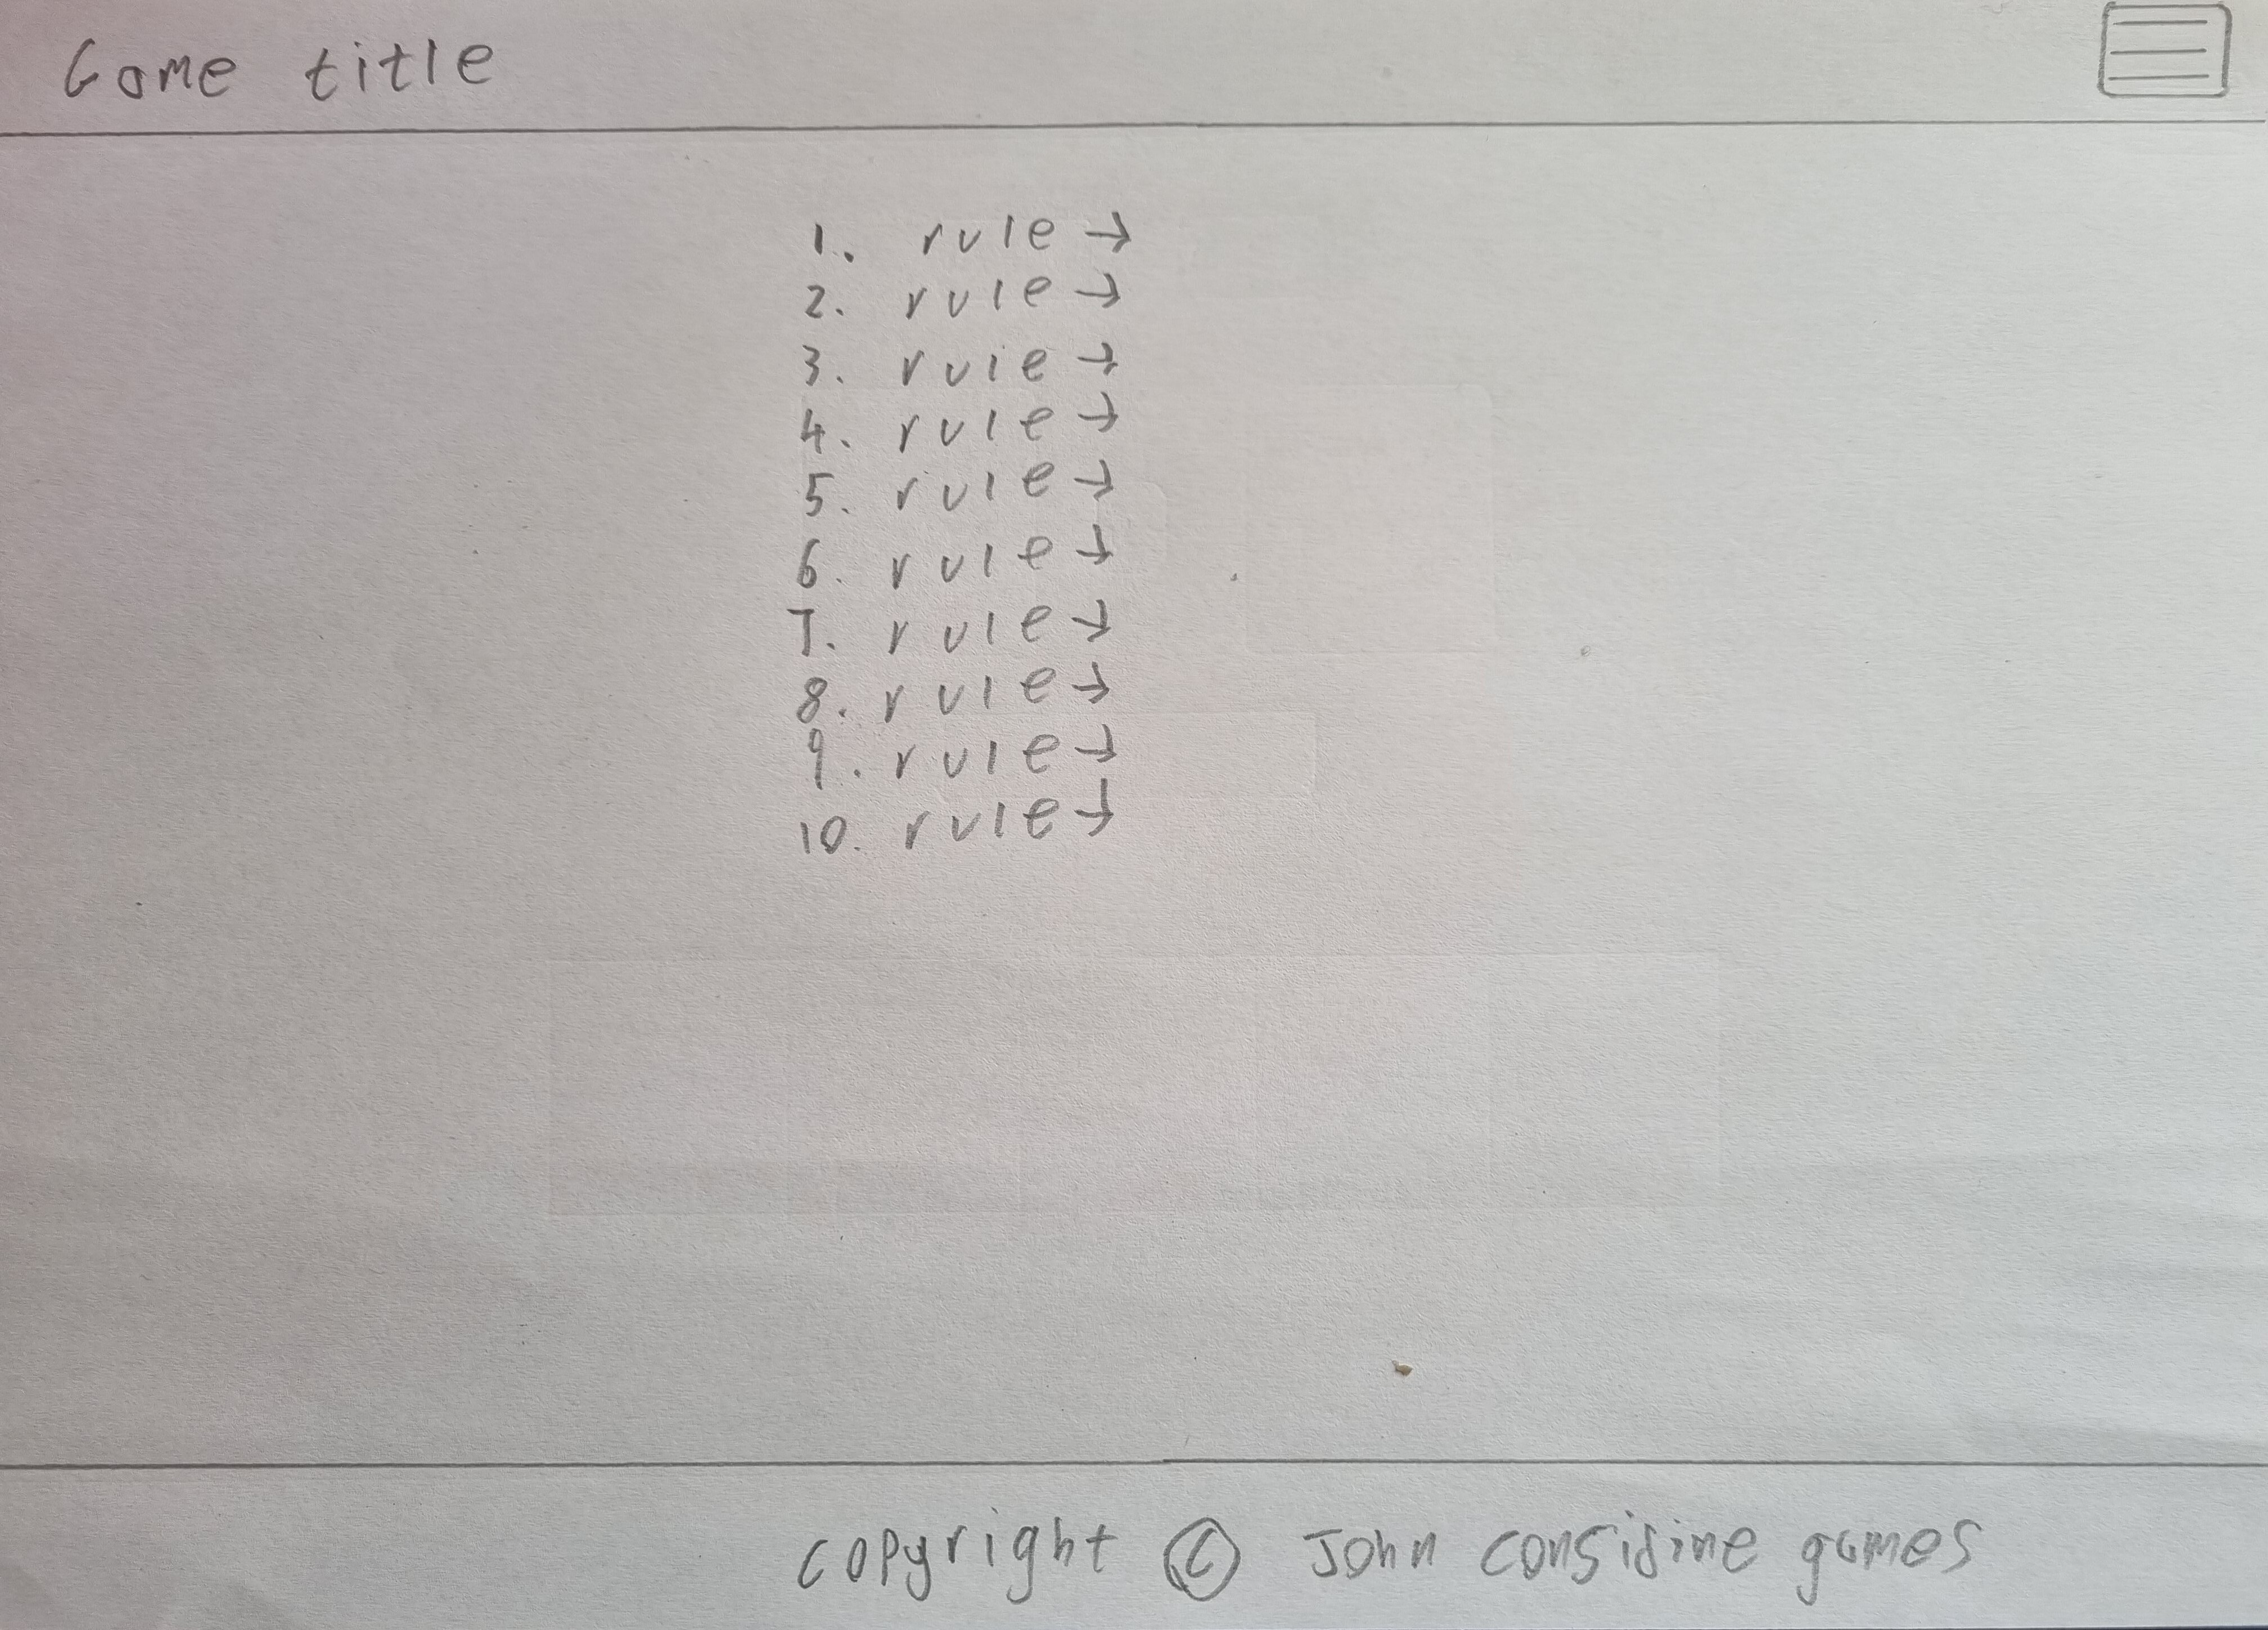 Game title
1. rule →
2. rule →
3. rule →
4. rule →
5. rule →
6. rule →
7. rule →
8. rule →
9. rule →
10. rule →
copyright © John considine games